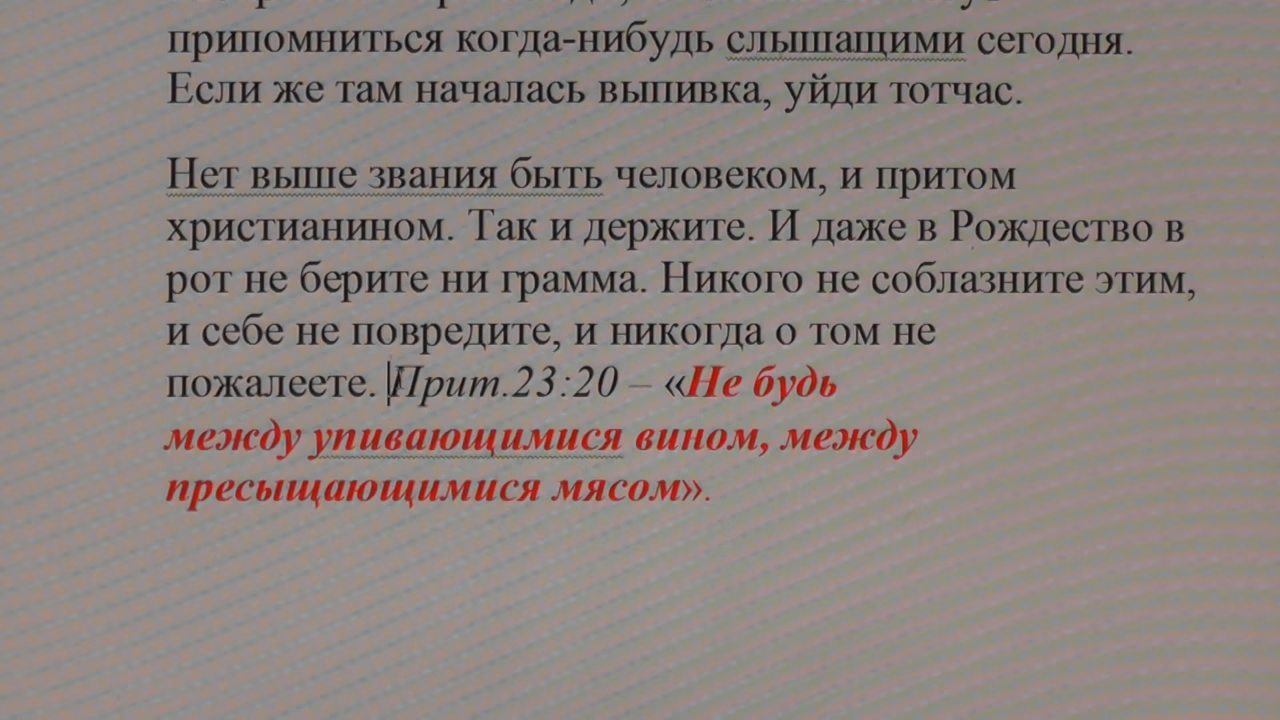 припомниться когда-нибудь слышащими сегодня.
Если же там началась выпивка, уйди тотчас.
Нет выше звания быть человеком, и притом
христианином. Так и держите. И даже в Рождество в
рот не берите ни грамма. Никого не соблазните этим,
и себе не повредите, и никогда о том не
пожалеете. Прит.23:20 – «Не будь
между упивающимися вином, между
пресыщающимися мясом».